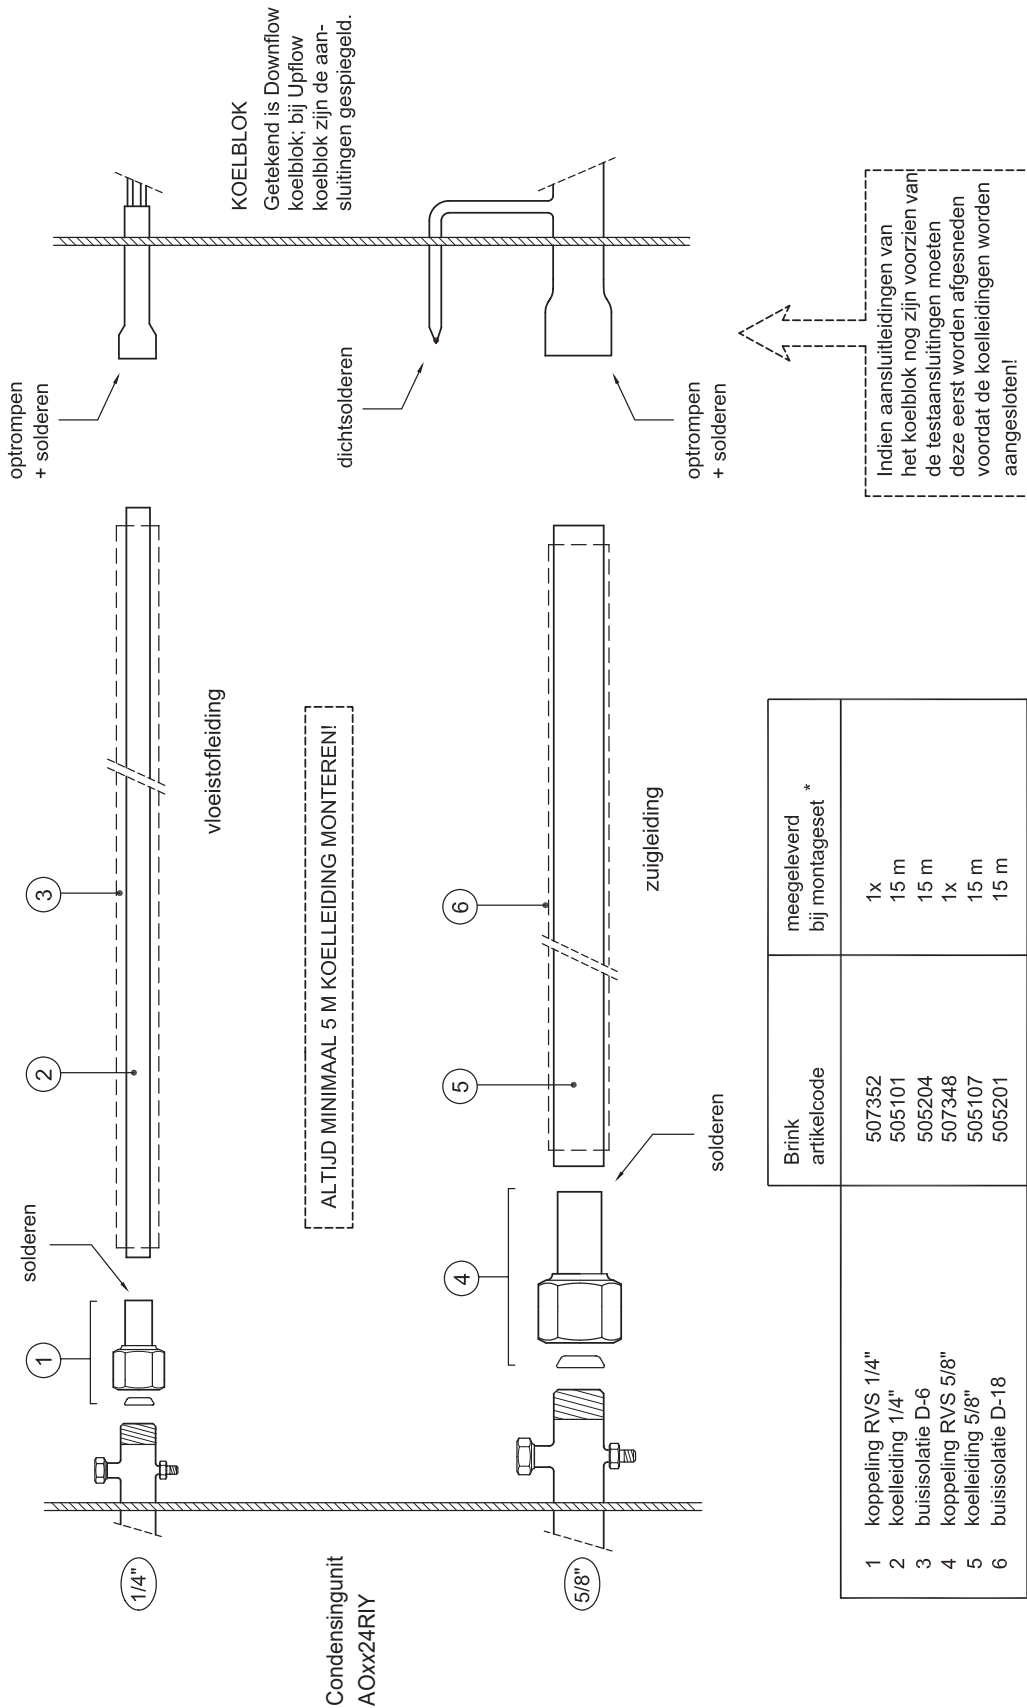 Condensingunit
AOxx24RIY
1/4"
5/8"
1
solderen
2
3
vloeistofleiding
optrompen
+ solderen
KOELBLOK
Getekend is Downflow
koelblok; bij Upflow
koelblok zijn de aan-
sluitingen gespiegeld.
ALTIJD MINIMAAL 5 M KOELLEIDING MONTEREN!
dichtsolderen
4
solderen
5
6
zuigleiding
optrompen
+ solderen
Indien aansluitleidingen van
het koelblok nog zijn voorzien van
de testaansluitingen moeten
deze eerst worden afgesneden
voordat de koelleidingen worden
aangesloten!
Brink
artikelcode
meegeleverd
bij montageset *
1 koppeling RVS 1/4" 507352 1x
2 koelleiding 1/4" 505101 15 m
3 buisisolatie D-6 505204 15 m
4 koppeling RVS 5/8" 507348 1x
5 koelleiding 5/8" 505107 15 m
6 buisisolatie D-18 505201 15 m